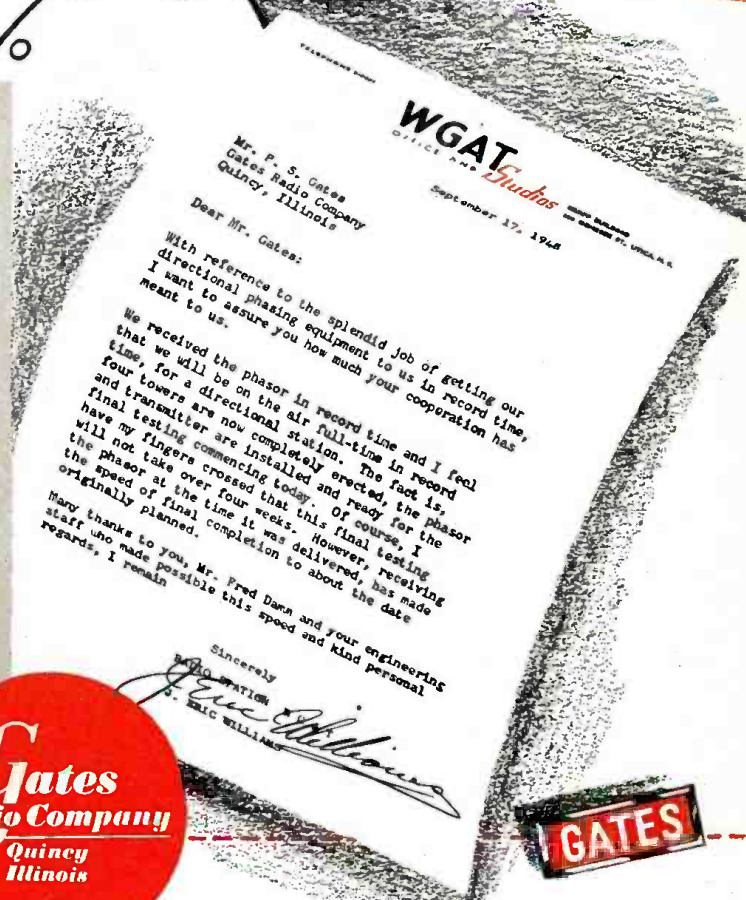 TELEPHONE
WGAT
OFFICE AND Studios
UTICA, N. Y.
September 17, 1948
Mr. P. S. Gates
Gates Radio Company
Quincy, Illinois
Dear Mr. Gates:
With reference to the splendid job of getting our
directional phasing equipment to us in record time,
I want to assure you how much your cooperation has
meant to us.
We received the phasor in record time and I feel
that we will be on the air full-time in record
time, for a directional station. The fact is,
four towers are now completely erected, the phasor
and transmitter are installed and ready for the
final testing commencing today. Of course, I
have my fingers crossed that this final testing
will not take over four weeks. However, receiving
the phasor at the time it was delivered, has made
the speed of final completion to about the date
originally planned.
Many thanks to you, Mr. Fred Damm and your engineering
staff who made possible this speed and kind personal
regards, I remain
Sincerely
RADIO STATION
J. Eric Williams
J. ERIC WILLIAMS
Gates
io Company
Quincy
Illinois
GATES